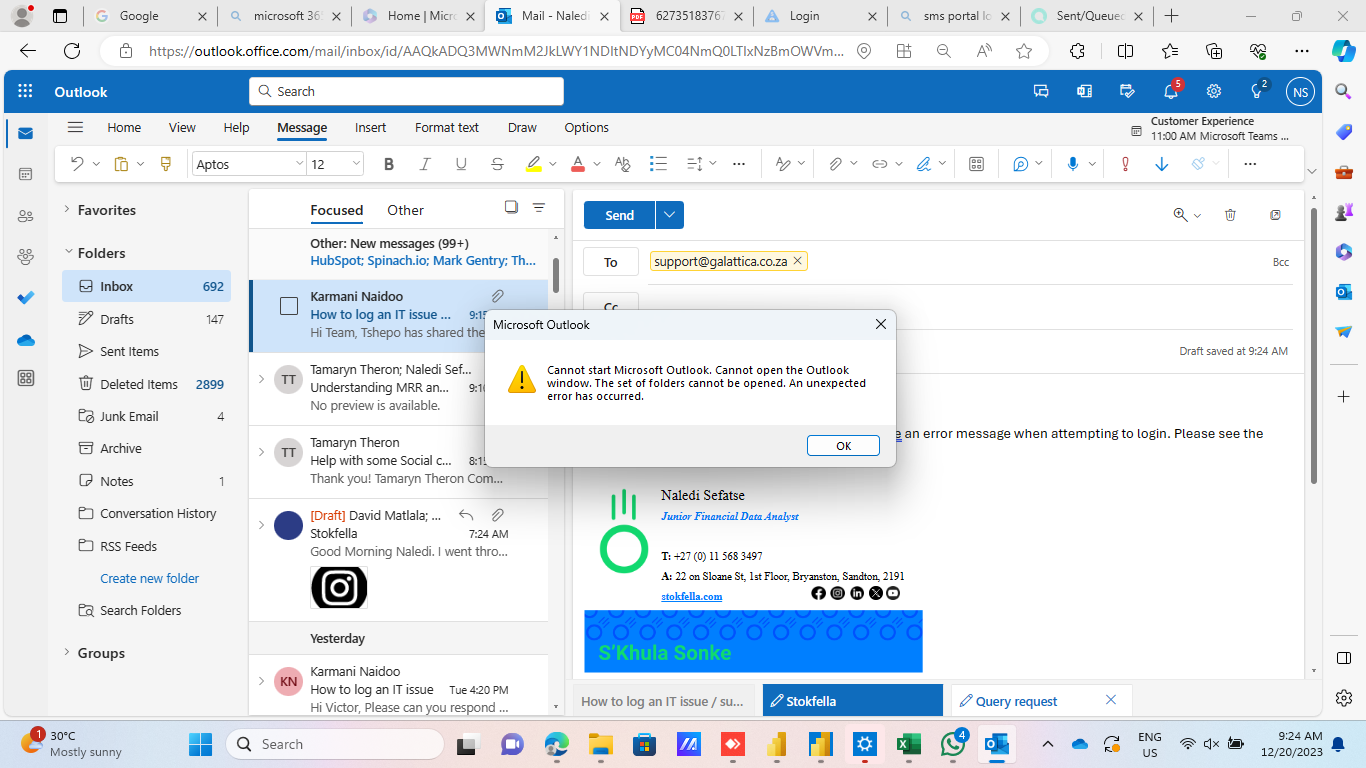 Google
microsoft 36
Home | Micro
Mail - Naledi
62735183767
Login
sms portal lo
Sent/Queued
https://outlook.office.com/mail/inbox/id/AAQkADQ3MWNmM2JkLWY1NDItNDYyMC04NmQ0LTIxNzBmOWVm...
Outlook
Search
5
2
NS
Home
View
Help
Message
Insert
Format text
Draw
Options
Customer Experience
11:00 AM Microsoft Teams ...
Aptos
12
Favorites
Folders
Inbox 692
Drafts 147
Sent Items
Deleted Items 2899
Junk Email 4
Archive
Notes 1
Conversation History
RSS Feeds
Create new folder
Search Folders
Groups
Focused
Other
Other: New messages (99+)
HubSpot; Spinach.io; Mark Gentry; Th...
Karmani Naidoo
How to log an IT issue ... 9:15
Hi Team, Tshepo has shared the
TT
Tamaryn Theron; Naledi Sef...
Understanding MRR an... 9:10
No preview is available.
TT
Tamaryn Theron
Help with some Social c... 8:15
Thank you! Tamaryn Theron Com...
[Draft] David Matlala; ...
Stokfella 7:24 AM
Good Morning Naledi. I went thro...
Yesterday
KN
Karmani Naidoo
How to log an IT issue Tue 4:20 PM
Hi Victor, Please can you respond ...
Send
To
support@galattica.co.za
Bcc
Cc
Draft saved at 9:24 AM
Microsoft Outlook
Cannot start Microsoft Outlook. Cannot open the Outlook
window. The set of folders cannot be opened. An unexpected
error has occurred.
OK
e an error message when attempting to login. Please see the
Naledi Sefatse
Junior Financial Data Analyst
T: +27 (0) 11 568 3497
A: 22 on Sloane St, 1st Floor, Bryanston, Sandton, 2191
stokfella.com
S'Khula Sonke
How to log an IT issue / su...
Stokfella
Query request
1
30°C
Mostly sunny
Search
4
ENG
US
9:24 AM
12/20/2023